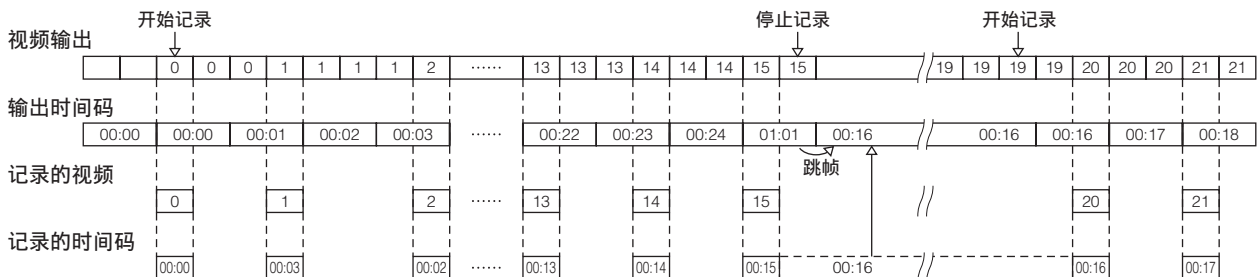 开始记录 停止记录 开始记录
视频输出
0 0 0 1 1 1 1 2 …… 13 13 13 14 14 14 15 15 19 19 19 19 20 20 20 21 21
输出时间码
00:00 00:00 00:01 00:02 00:03 …… 00:22 00:23 00:24 01:01 00:16 00:16 00:16 00:17 00:18
跳帧
记录的视频
0 1 2 …… 13 14 15 20 21
记录的时间码
00:00 00:03 00:02 …… 00:13 00:14 00:15 00:16 00:16 00:17